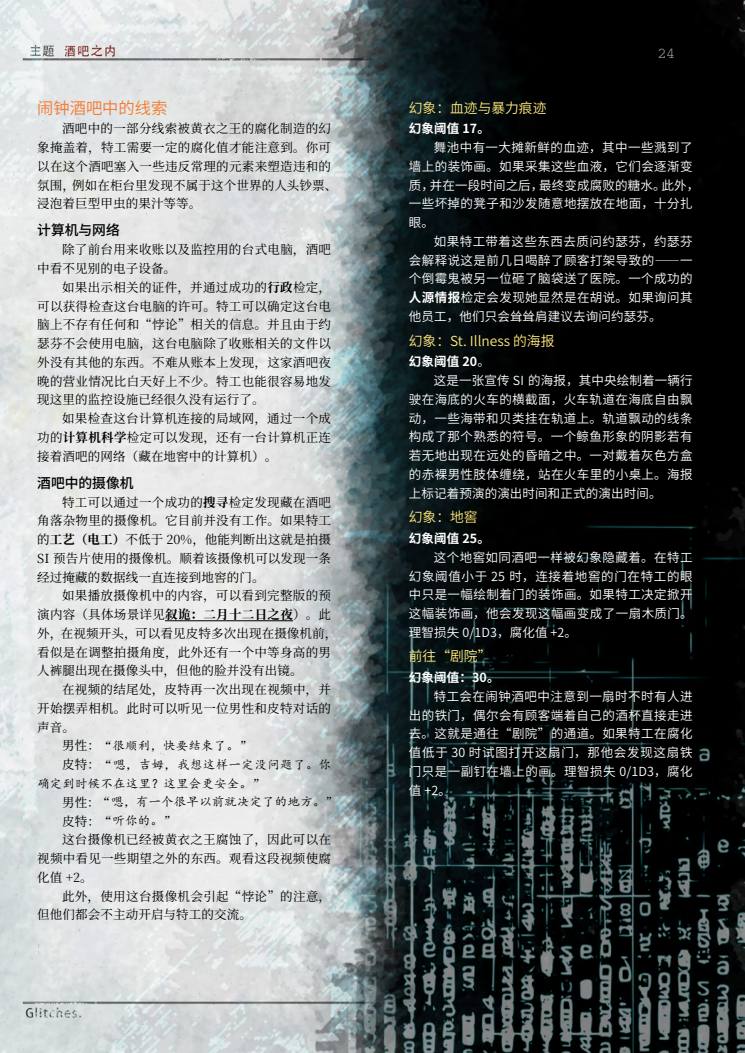 主题 酒吧之内
24
闹钟酒吧中的线索
酒吧中的一部分线索被黄衣之王的腐化制造的幻
象掩盖着，特工需要一定的腐化值才能注意到。你可
以在这个酒吧塞入一些违反常理的元素来塑造违和的
氛围，例如在柜台里发现不属于这个世界的人头钞票、
浸泡着巨型甲虫的果汁等等。
计算机与网络
除了前台用来收账以及监控用的台式电脑，酒吧
中看不见别的电子设备。
如果出示相关的证件，并通过成功的行政检定，
可以获得检查这台电脑的许可。特工可以确定这台电
脑上不存有任何和“悖论”相关的信息。并且由于约
瑟芬不会使用电脑，这台电脑除了收账相关的文件以
外没有其他的东西。不难从账本上发现，这家酒吧夜
晚的营业情况比白天好上不少。特工也能很容易地发
现这里的监控设施已经很久没有运行了。
如果检查这台计算机连接的局域网，通过一个成
功的计算机科学检定可以发现，还有一台计算机正连
接着酒吧的网络（藏在地窖中的计算机）。
酒吧中的摄像机
特工可以通过一个成功的搜寻检定发现藏在酒吧
角落杂物里的摄像机。它目前并没有工作。如果特工
的工艺（电工）不低于 20%，他能判断出这就是拍摄
SI 预告片使用的摄像机。顺着该摄像机可以发现一条
经过掩藏的数据线一直连接到地窖的门。
如果播放摄像机中的内容，可以看到完整版的预
演内容（具体场景详见叙诡：二月十二日之夜）。此
外，在视频开头，可以看见皮特多次出现在摄像机前，
看似是在调整拍摄角度，此外还有一个中等身高的男
人裤腿出现在摄像头中，但他的脸并没有出镜。
在视频的结尾处，皮特再一次出现在视频中，并
开始摆弄相机。此时可以听见一位男性和皮特对话的
声音。
男性：“很顺利，快要结束了。”
皮特：“嗯，吉姆，我想这样一定没问题了。你
确定到时候不在这里？这里会更安全。”
男性：“嗯，有一个很早以前就决定了的地方。”
皮特：“听你的。”
这台摄像机已经被黄衣之王腐蚀了，因此可以在
视频中看见一些期望之外的东西。观看这段视频使腐
化值 +2。
此外，使用这台摄像机会引起“悖论”的注意，
但他们都会不主动开启与特工的交流。
幻象：血迹与暴力痕迹
幻象阈值 17。
舞池中有一大摊新鲜的血迹，其中一些溅到了
墙上的装饰画。如果采集这些血液，它们会逐渐变
质，并在一段时间之后，最终变成腐败的糖水。此外，
一些坏掉的凳子和沙发随意地摆放在地面，十分扎
眼。
如果特工带着这些东西去质问约瑟芬，约瑟芬
会解释说这是前几日喝醉了顾客打架导致的——一
个倒霉鬼被另一位砸了脑袋送了医院。一个成功的
人源情报检定会发现她显然是在胡说。如果询问其
他员工，他们只会耸耸肩建议去询问约瑟芬。
幻象：St. Illness 的海报
幻象阈值 20。
这是一张宣传 SI 的海报，其中央绘制着一辆行
驶在海底的火车的横截面，火车轨道在海底自由飘
动，一些海带和贝类挂在轨道上。轨道飘动的线条
构成了那个熟悉的符号。一个鲸鱼形象的阴影若有
若无地出现在远处的昏暗之中。一对戴着灰色方盒
的赤裸男性肢体缠绕，站在火车里的小桌上。海报
上标记着预演的演出时间和正式的演出时间。
幻象：地窖
幻象阈值 25。
这个地窖如同酒吧一样被幻象隐藏着。在特工
幻象阈值小于 25 时，连接着地窖的门在特工的眼
中只是一幅绘制着门的装饰画。如果特工决定掀开
这幅装饰画，他会发现这幅画变成了一扇木质门。
理智损失 0/1D3，腐化值 +2。
前往“剧院”
幻象阈值：30。
特工会在闹钟酒吧中注意到一扇时不时有人进
出的铁门，偶尔会有顾客端着自己的酒杯直接走进
去。这就是通往“剧院”的通道。如果特工在腐化
值低于 30 时试图打开这扇门，那他会发现这扇铁
门只是一副钉在墙上的画。理智损失 0/1D3，腐化
值 +2。
Glitches.